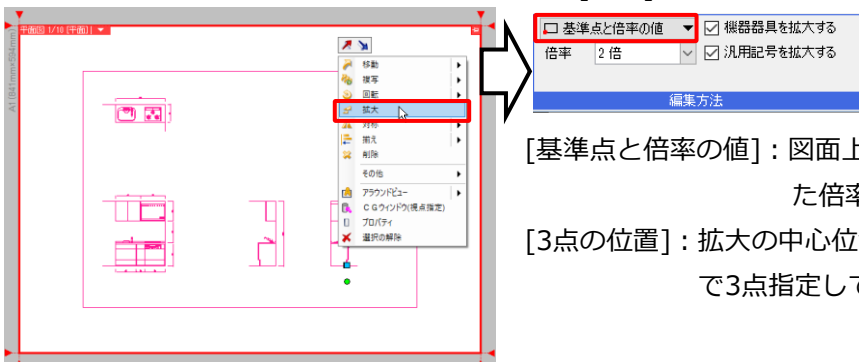 平面図 1/10 [平面]
A1 (841mm×594mm)
移動
複写
回転
拡大
対称
揃え
削除
その他
アラウンドビュー
CGウィンドウ(視点指定)
プロパティ
選択の解除
基準点と倍率の値
機器器具を拡大する
倍率 2 倍
汎用記号を拡大する
編集方法
[基準点と倍率の値]：図面上
た倍率
[3点の位置]：拡大の中心位
で3点指定して